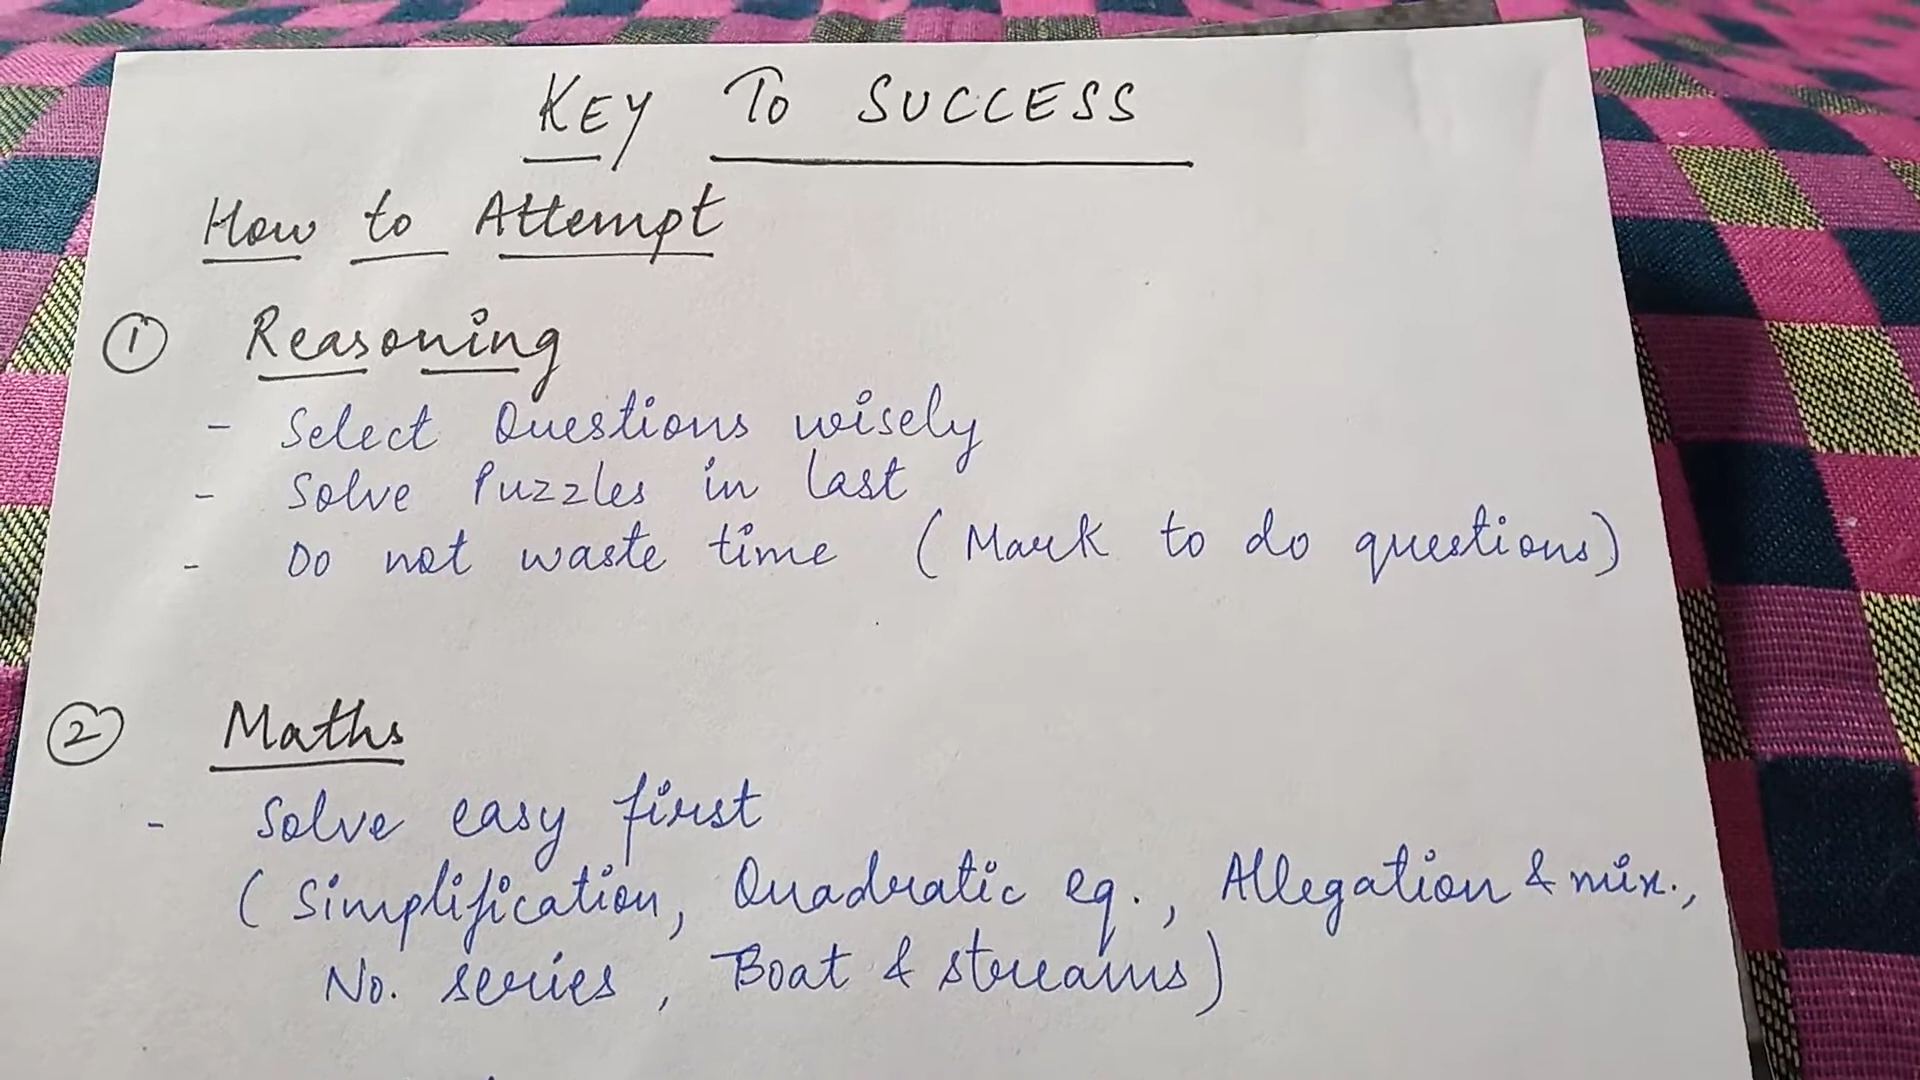 KEY TO SUCCESS
How to Attempt
① Reasoning
- Select Questions wisely
- Solve Puzzles in last
- Do not waste time (Mark to do questions)
② Maths
- Solve easy first
(Simplification, Quadratic eq., Allegation & mix.,
No. series, Boat & streams)